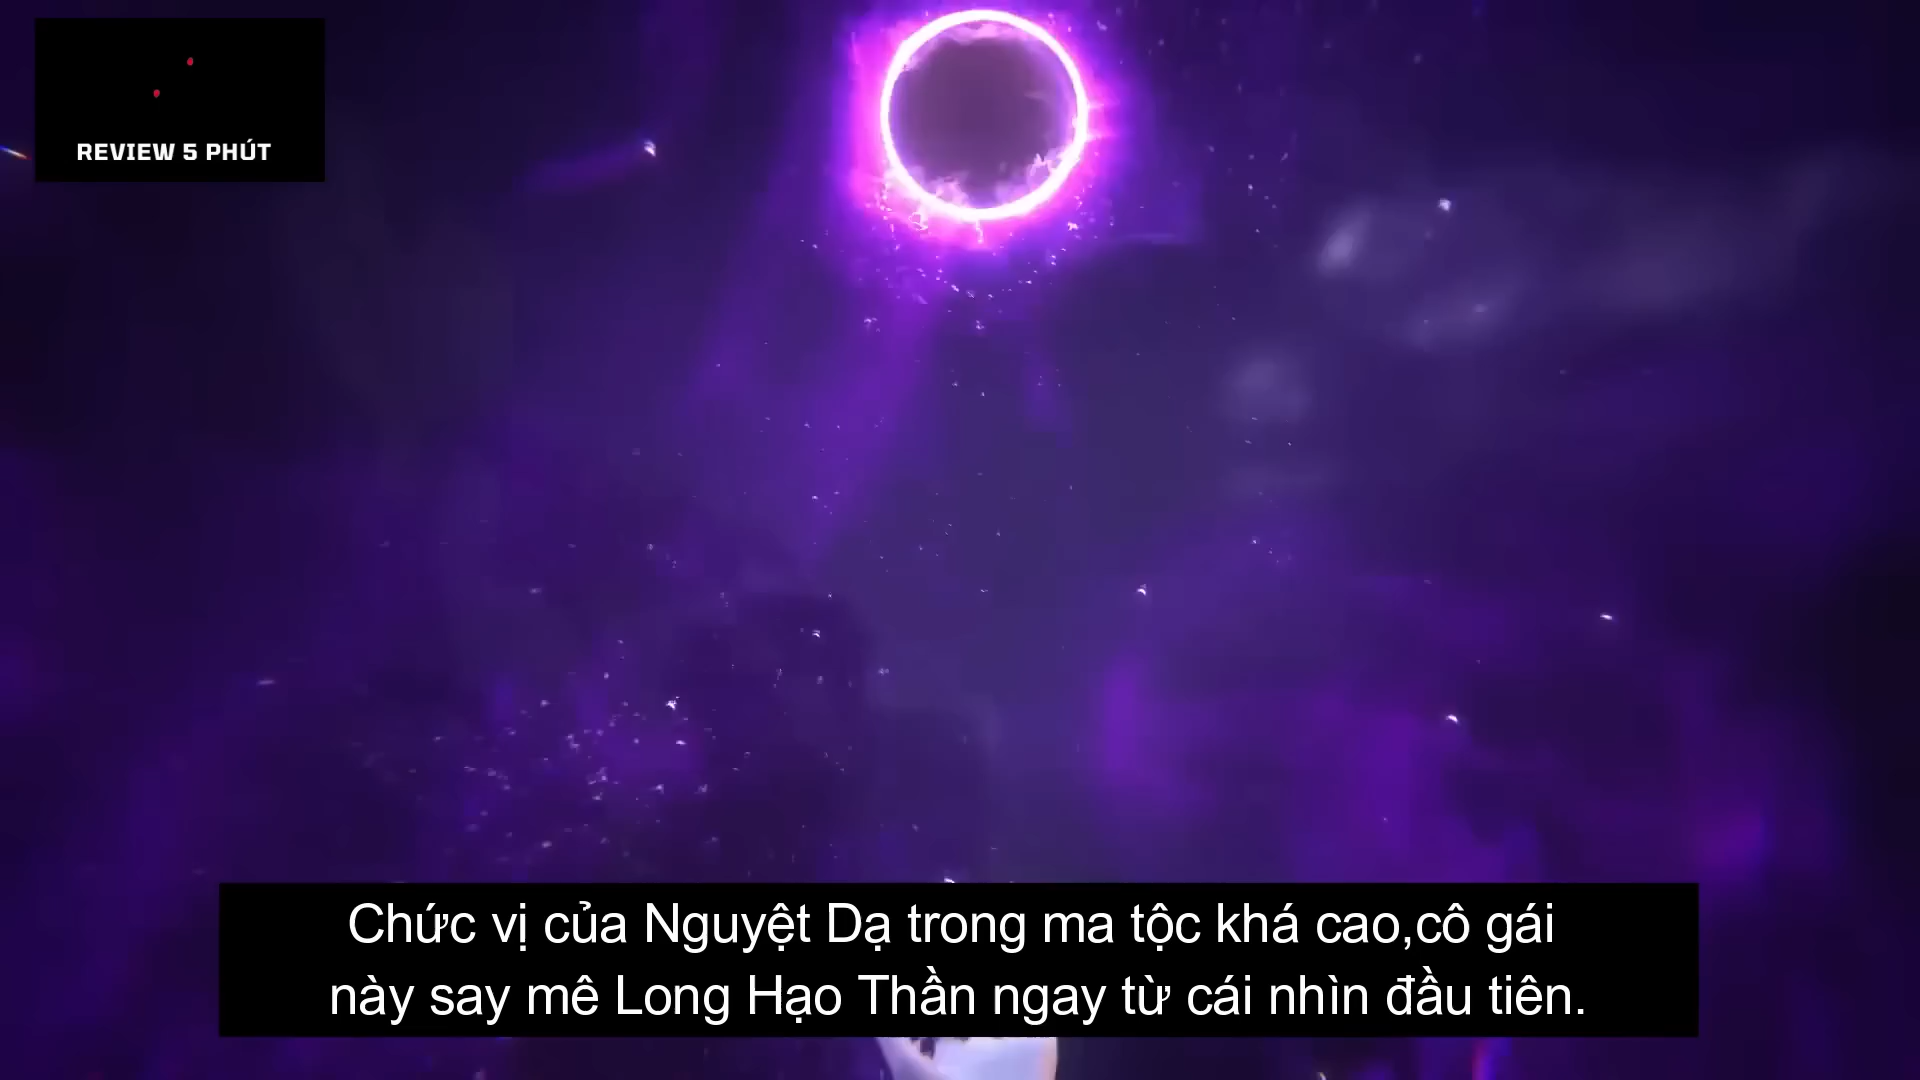 REVIEW 5 PHÚT
Chức vị của Nguyệt Dạ trong ma tộc khá cao,cô gái
này say mê Long Hạo Thần ngay từ cái nhìn đầu tiên.